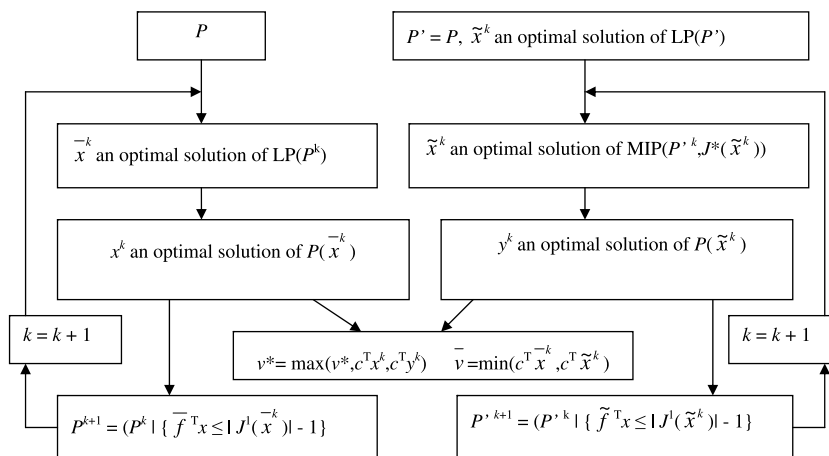 P
P' = P, x̃^k an optimal solution of LP(P')
x̄^k an optimal solution of LP(P^k)
x̃^k an optimal solution of MIP(P'^k,J*(x̃^k))
x^k an optimal solution of P(x̄^k)
y^k an optimal solution of P(x̃^k)
k = k + 1
v*= max(v*,c^T x^k,c^T y^k) v̄ =min(c^T x̄^k,c^T x̃^k)
k = k + 1
P^{k+1} = (P^k | { f̄^T x ≤ | J^1(x̄^k)| - 1}
P'^{k+1} = (P'^k | { f̃^T x ≤ | J^1(x̃^k)| - 1}